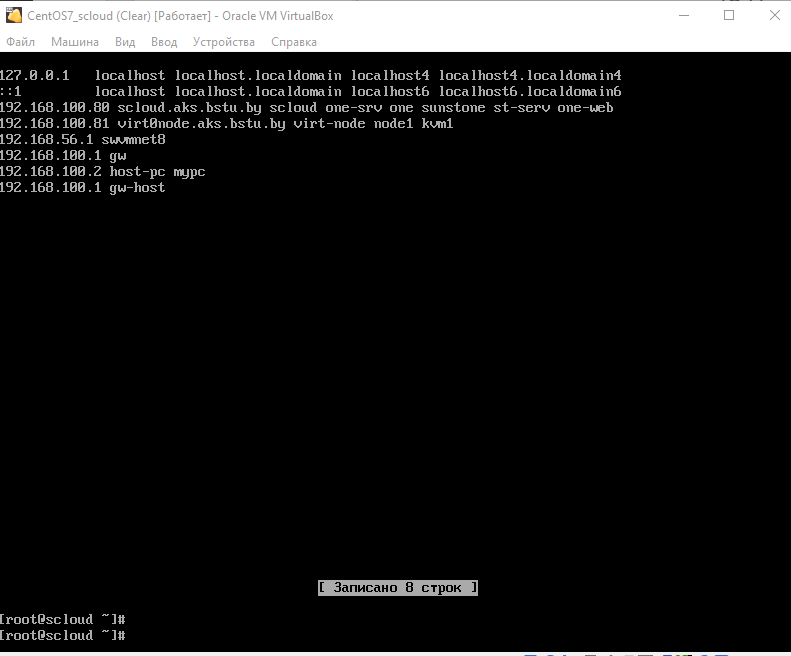 CentOS7_scloud (Clear) [Работает] - Oracle VM VirtualBox
Файл Машина Вид Ввод Устройства Справка
127.0.0.1 localhost localhost.localdomain localhost4 localhost4.localdomain4
::1 localhost localhost.localdomain localhost6 localhost6.localdomain6
192.168.100.80 scloud.aks.bstu.by scloud one-srv one sunstone st-serv one-web
192.168.100.81 virt0node.aks.bstu.by virt-node node1 kvm1
192.168.56.1 swvmnet8
192.168.100.1 gw
192.168.100.2 host-pc mypc
192.168.100.1 gw-host
[ Записано 8 строк ]
[root@scloud ~]#
[root@scloud ~]#